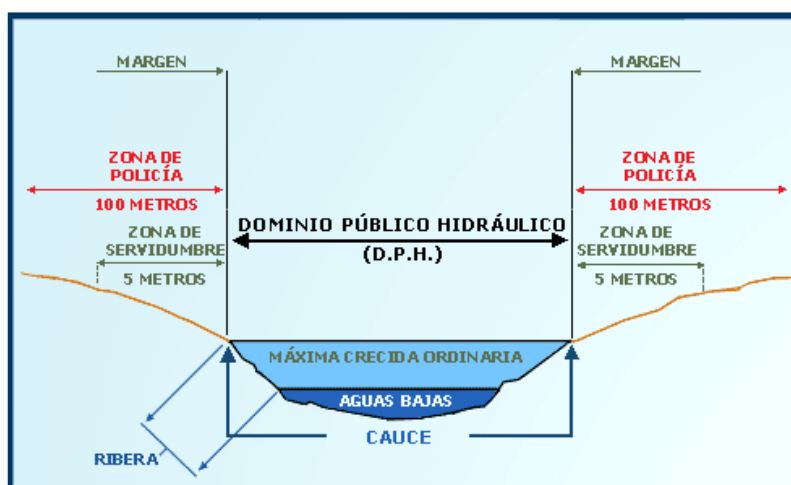 MARGEN
MARGEN
ZONA DE
POLICÍA
100 METROS
ZONA DE
POLICÍA
100 METROS
DOMINIO PÚBLICO HIDRÁULICO
(D.P.H.)
ZONA DE
SERVIDUMBRE
5 METROS
ZONA DE
SERVIDUMBRE
5 METROS
MÁXIMA CRECIDA ORDINARIA
AGUAS BAJAS
CAUCE
RIBERA